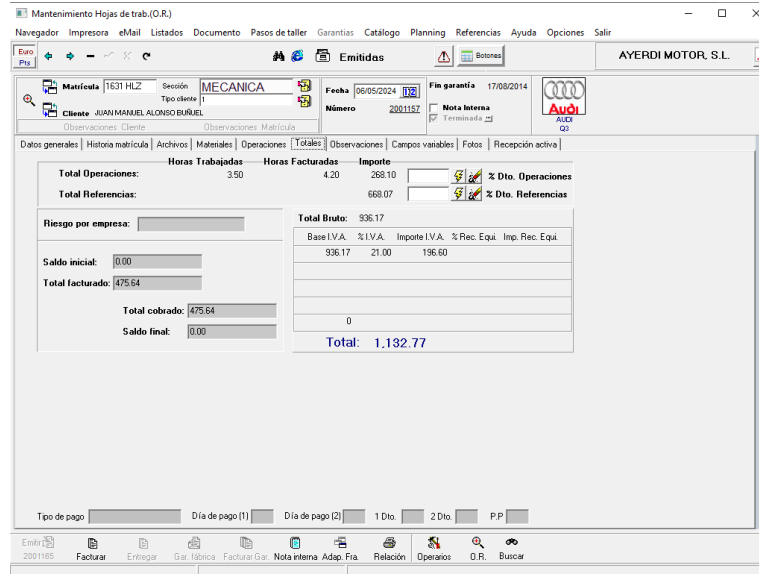 Mantenimiento Hojas de trab.(O.R.)
Navegador Impresora eMail Listados Documento Pasos de taller Garantias Catálogo Planning Referencias Ayuda Opciones Salir
Euro
Pts
Emitidas
Botones
AYERDI MOTOR, S.L.
Matrícula 1631 HLZ Sección MECANICA
Tipo cliente 1
Cliente JUAN MANUEL ALONSO BUÑUEL
Observaciones Cliente Observaciones Matrícula
Fecha 06/05/2024 12
Número 2001157
Fin garantía 17/08/2014
Nota Interna
Terminada
Audi
AUDI
Q3
Datos generales Historia matrícula Archivos Materiales Operaciones Totales Observaciones Campos variables Fotos Recepción activa
Horas Trabajadas Horas Facturadas Importe
Total Operaciones: 3.50 4.20 268.10 % Dto. Operaciones
Total Referencias: 668.07 % Dto. Referencias
Riesgo por empresa:
Saldo inicial: 0.00
Total facturado: 475.64
Total cobrado: 475.64
Saldo final: 0.00
Total Bruto: 936.17
Base I.V.A. % I.V.A. Importe I.V.A. % Rec. Equi. Imp. Rec. Equi.
936.17 21.00 196.60
0
Total: 1,132.77
Tipo de pago Día de pago (1) Día de pago (2) 1 Dto. 2 Dto. P.P
Emitir
2001165 Facturar Entregar Gar. fábrica Facturar Gar. Nota interna Adap. Fra. Relación Operarios O.R. Buscar